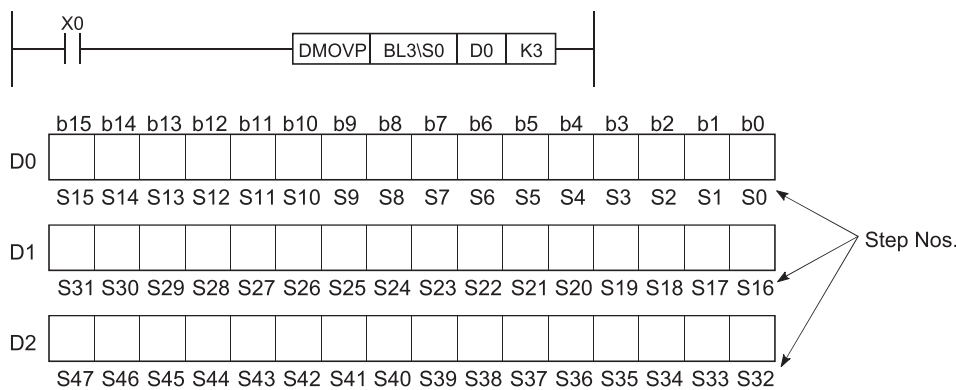 X0
DMOVP BL3\S0 D0 K3
b15 b14 b13 b12 b11 b10 b9 b8 b7 b6 b5 b4 b3 b2 b1 b0
D0
S15 S14 S13 S12 S11 S10 S9 S8 S7 S6 S5 S4 S3 S2 S1 S0
Step Nos.
D1
S31 S30 S29 S28 S27 S26 S25 S24 S23 S22 S21 S20 S19 S18 S17 S16
D2
S47 S46 S45 S44 S43 S42 S41 S40 S39 S38 S37 S36 S35 S34 S33 S32